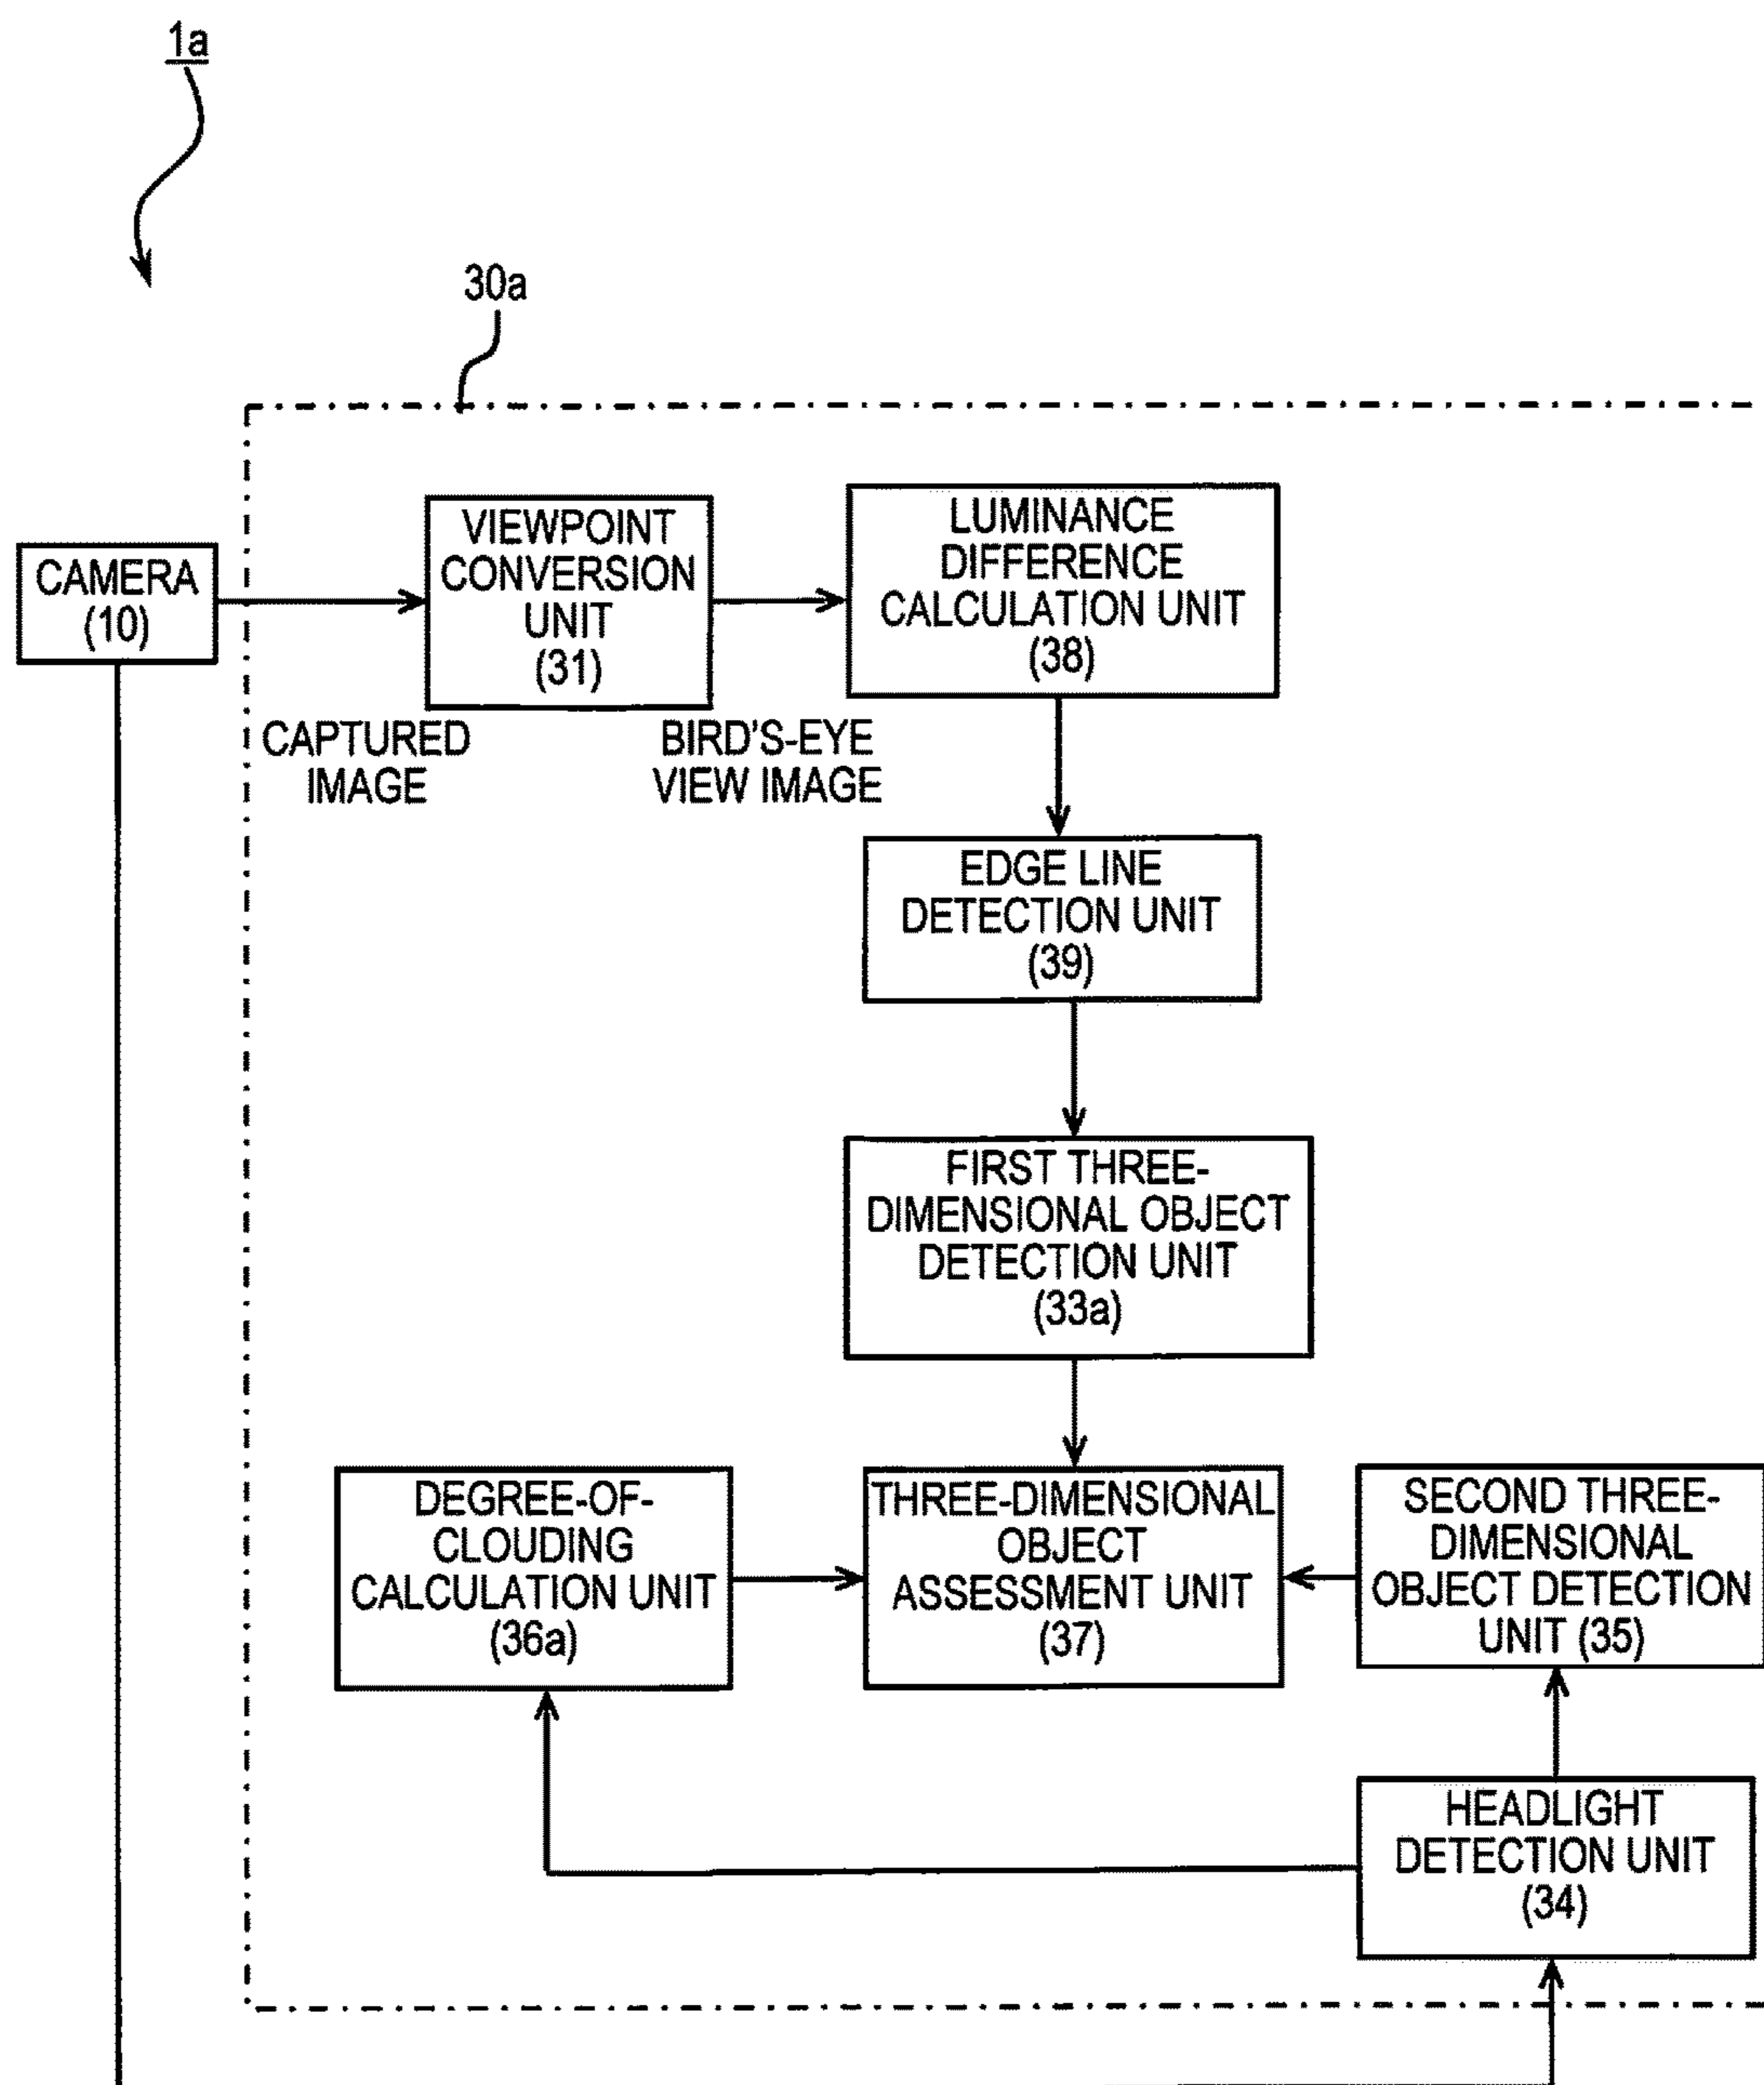 1a
30a
CAMERA
(10)
VIEWPOINT
CONVERSION
UNIT
(31)
LUMINANCE
DIFFERENCE
CALCULATION UNIT
(38)
CAPTURED
IMAGE
BIRD'S-EYE
VIEW IMAGE
EDGE LINE
DETECTION UNIT
(39)
FIRST THREE-
DIMENSIONAL OBJECT
DETECTION UNIT
(33a)
DEGREE-OF-
CLOUDING
CALCULATION UNIT
(36a)
THREE-DIMENSIONAL
OBJECT
ASSESSMENT UNIT
(37)
SECOND THREE-
DIMENSIONAL
OBJECT DETECTION
UNIT (35)
HEADLIGHT
DETECTION UNIT
(34)